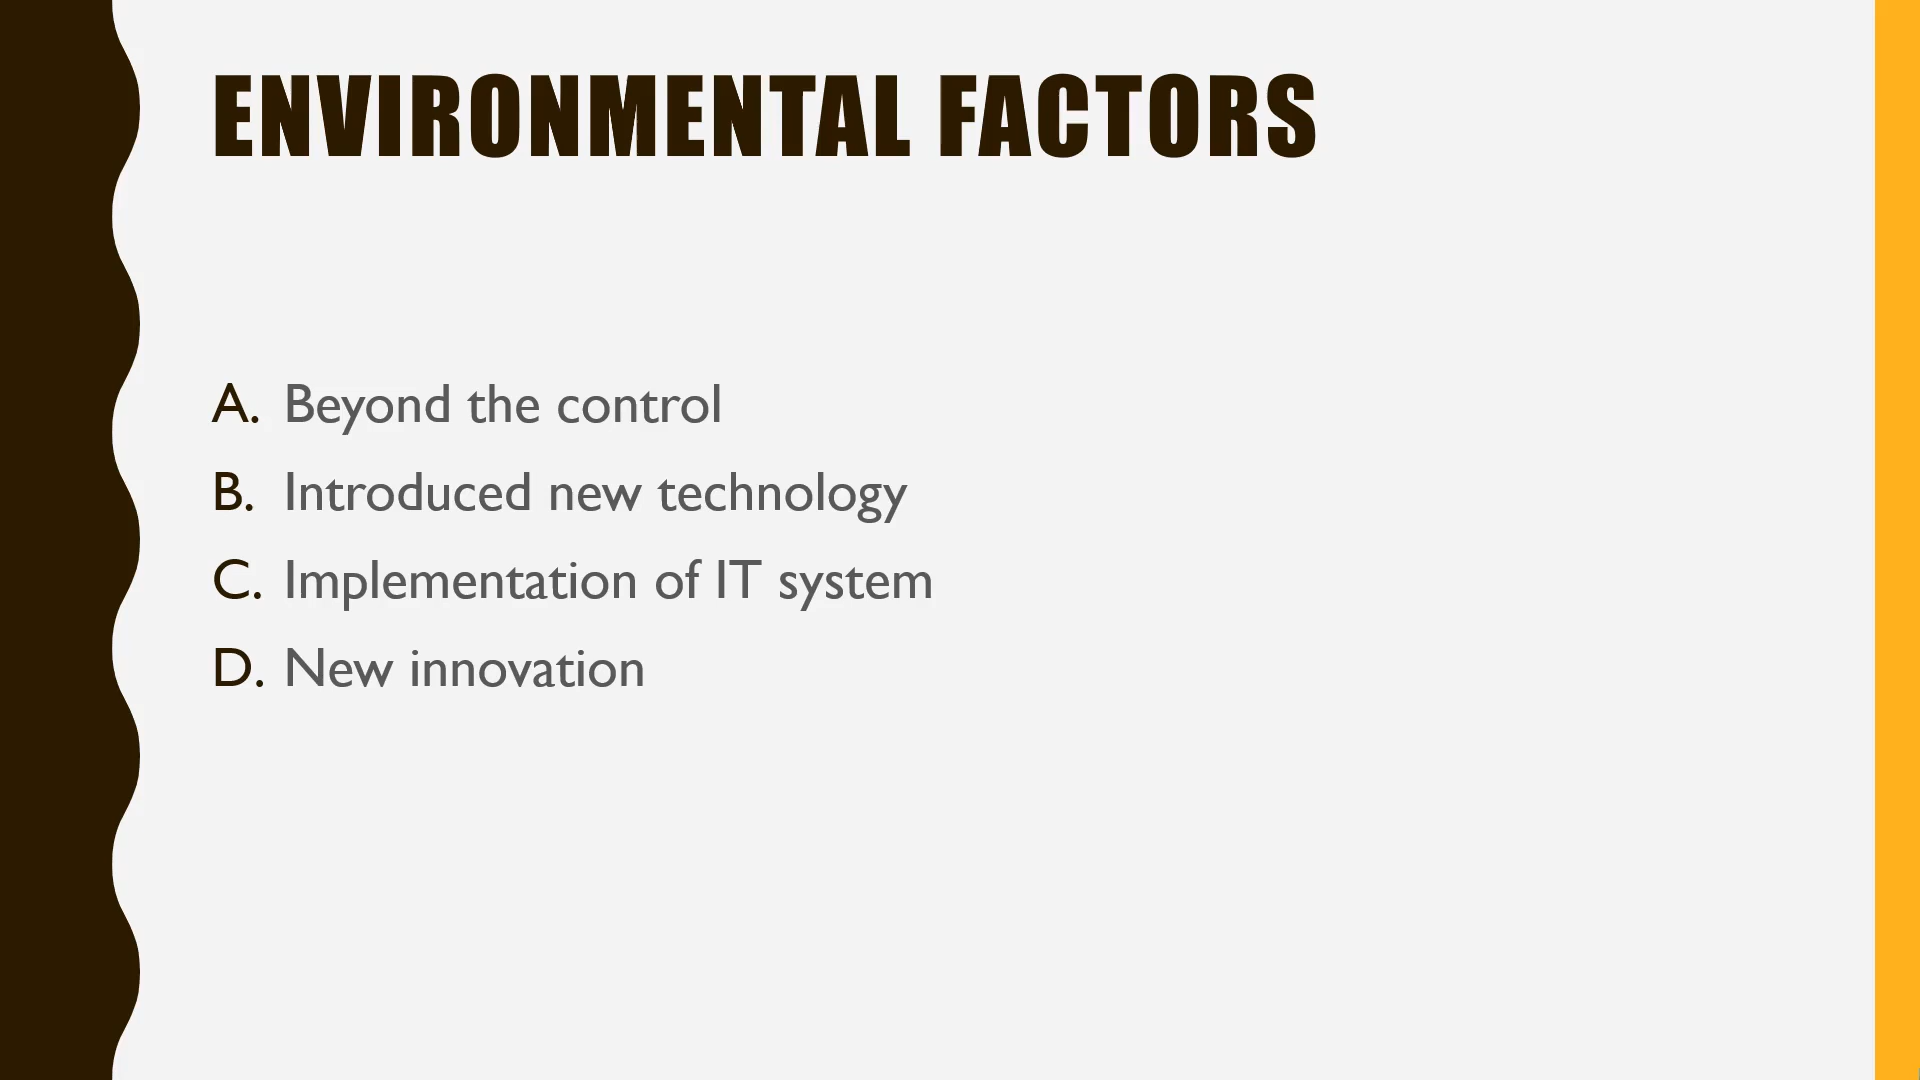 ENVIRONMENTAL FACTORS
A. Beyond the control
B. Introduced new technology
C. Implementation of IT system
D. New innovation